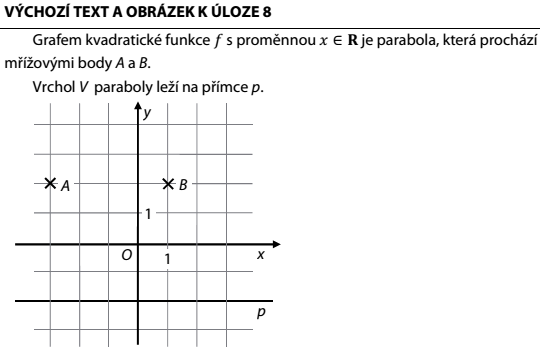 VÝCHOZÍ TEXT A OBRÁZEK K ÚLOZE 8
Grafem kvadratické funkce f s proměnnou x ∈ R je parabola, která prochází
mřížovými body A a B.
Vrchol V paraboly leží na přímce p.
y
A
B
1
O
1
x
p